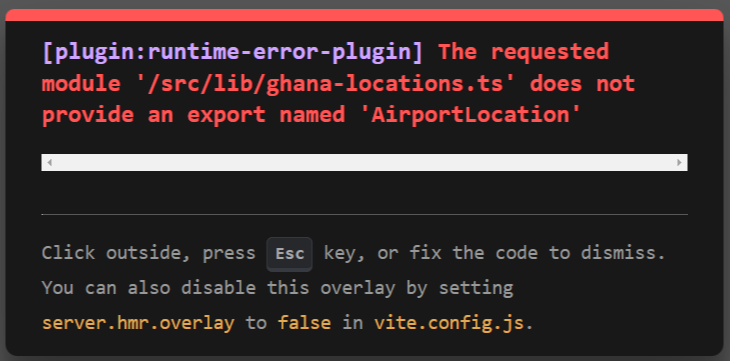 [plugin:runtime-error-plugin] The requested
module '/src/lib/ghana-locations.ts' does not
provide an export named 'AirportLocation'
Click outside, press Esc key, or fix the code to dismiss.
You can also disable this overlay by setting
server.hmr.overlay to false in vite.config.js.